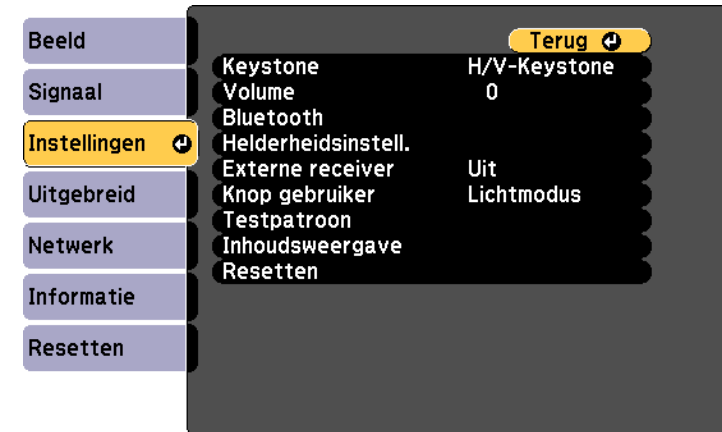 Beeld
Signaal
Instellingen
Uitgebreid
Netwerk
Informatie
Resetten
Terug
Keystone H/V-Keystone
Volume 0
Bluetooth
Helderheidsinstell.
Externe receiver Uit
Knop gebruiker Lichtmodus
Testpatroon
Inhoudsweergave
Resetten